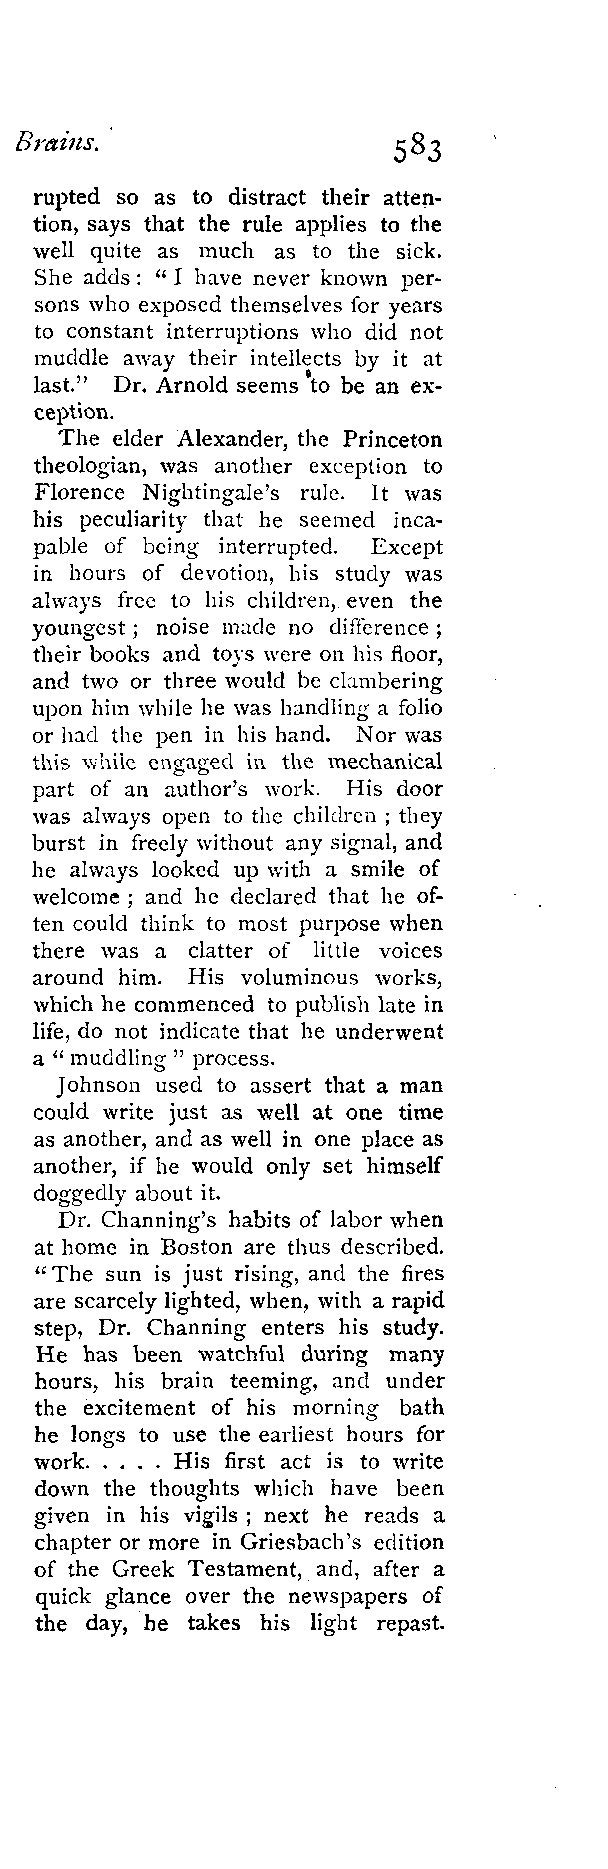 Brains. 583
rupted so as to distract their atten-
tion, says that the rule applies to the
well quite as much as to the sick.
She adds: “I have never known per-
sons who exposed themselves for years
to constant interruptions who did not
muddle away their intellects by it at
last.” Dr. Arnold seems to be an ex-
ception.
The elder Alexander, the Princeton
theologian, was another exception to
Florence Nightingale's rule. It was
his peculiarity that he seemed inca-
pable of being interrupted. Except
in hours of devotion, his study was
always free to his children, even the
youngest; noise made no difference;
their books and toys were on his floor,
and two or three would be clambering
upon him while he was handling a folio
or had the pen in his hand. Nor was
this while engaged in the mechanical
part of an author's work. His door
was always open to the children; they
burst in freely without any signal, and
he always looked up with a smile of
welcome; and he declared that he of-
ten could think to most purpose when
there was a clatter of little voices
around him. His voluminous works,
which he commenced to publish late in
life, do not indicate that he underwent
a “muddling” process.
Johnson used to assert that a man
could write just as well at one time
as another, and as well in one place as
another, if he would only set himself
doggedly about it.
Dr. Channing's habits of labor when
at home in Boston are thus described.
“The sun is just rising, and the fires
are scarcely lighted, when, with a rapid
step, Dr. Channing enters his study.
He has been watchful during many
hours, his brain teeming, and under
the excitement of his morning bath
he longs to use the earliest hours for
work. . . . . His first act is to write
down the thoughts which have been
given in his vigils; next he reads a
chapter or more in Griesbach's edition
of the Greek Testament, and, after a
quick glance over the newspapers of
the day, he takes his light repast.